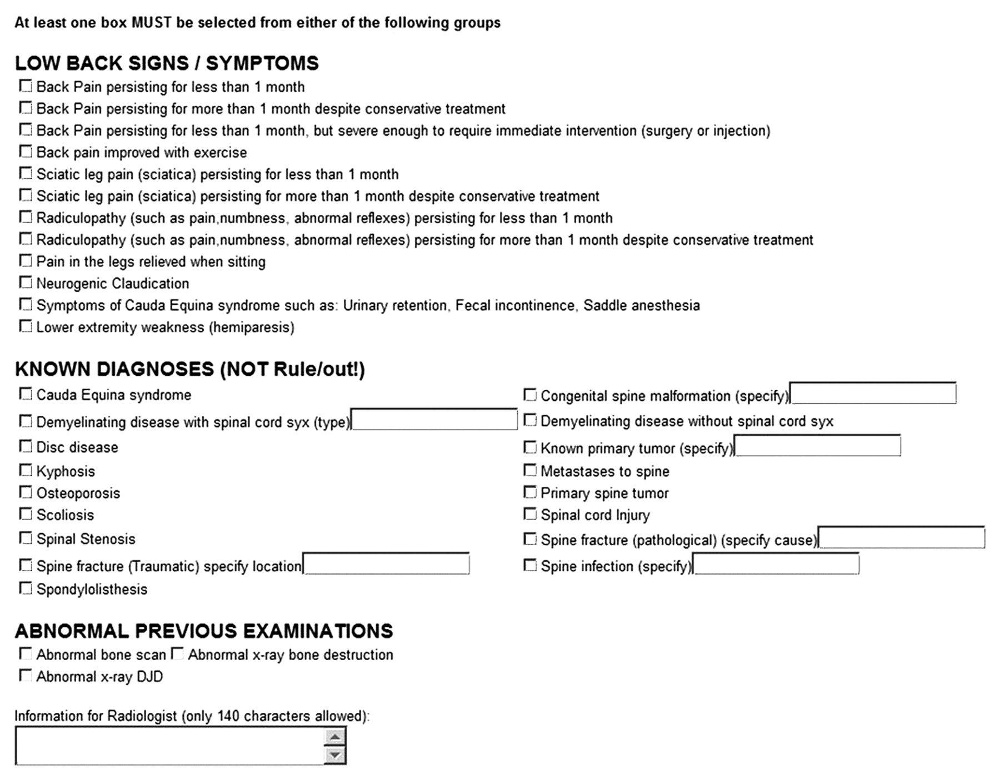 At least one box MUST be selected from either of the following groups
LOW BACK SIGNS / SYMPTOMS
Back Pain persisting for less than 1 month
Back Pain persisting for more than 1 month despite conservative treatment
Back Pain persisting for less than 1 month, but severe enough to require immediate intervention (surgery or injection)
Back pain improved with exercise
Sciatic leg pain (sciatica) persisting for less than 1 month
Sciatic leg pain (sciatica) persisting for more than 1 month despite conservative treatment
Radiculopathy (such as pain,numbness, abnormal reflexes) persisting for less than 1 month
Radiculopathy (such as pain,numbness, abnormal reflexes) persisting for more than 1 month despite conservative treatment
Pain in the legs relieved when sitting
Neurogenic Claudication
Symptoms of Cauda Equina syndrome such as: Urinary retention, Fecal incontinence, Saddle anesthesia
Lower extremity weakness (hemiparesis)
KNOWN DIAGNOSES (NOT Rule/out!)
Cauda Equina syndrome Congenital spine malformation (specify)
Demyelinating disease with spinal cord syx (type) Demyelinating disease without spinal cord syx
Disc disease Known primary tumor (specify)
Kyphosis Metastases to spine
Osteoporosis Primary spine tumor
Scoliosis Spinal cord Injury
Spinal Stenosis Spine fracture (pathological) (specify cause)
Spine fracture (Traumatic) specify location Spine infection (specify)
Spondylolisthesis
ABNORMAL PREVIOUS EXAMINATIONS
Abnormal bone scan Abnormal x-ray bone destruction
Abnormal x-ray DJD
Information for Radiologist (only 140 characters allowed):